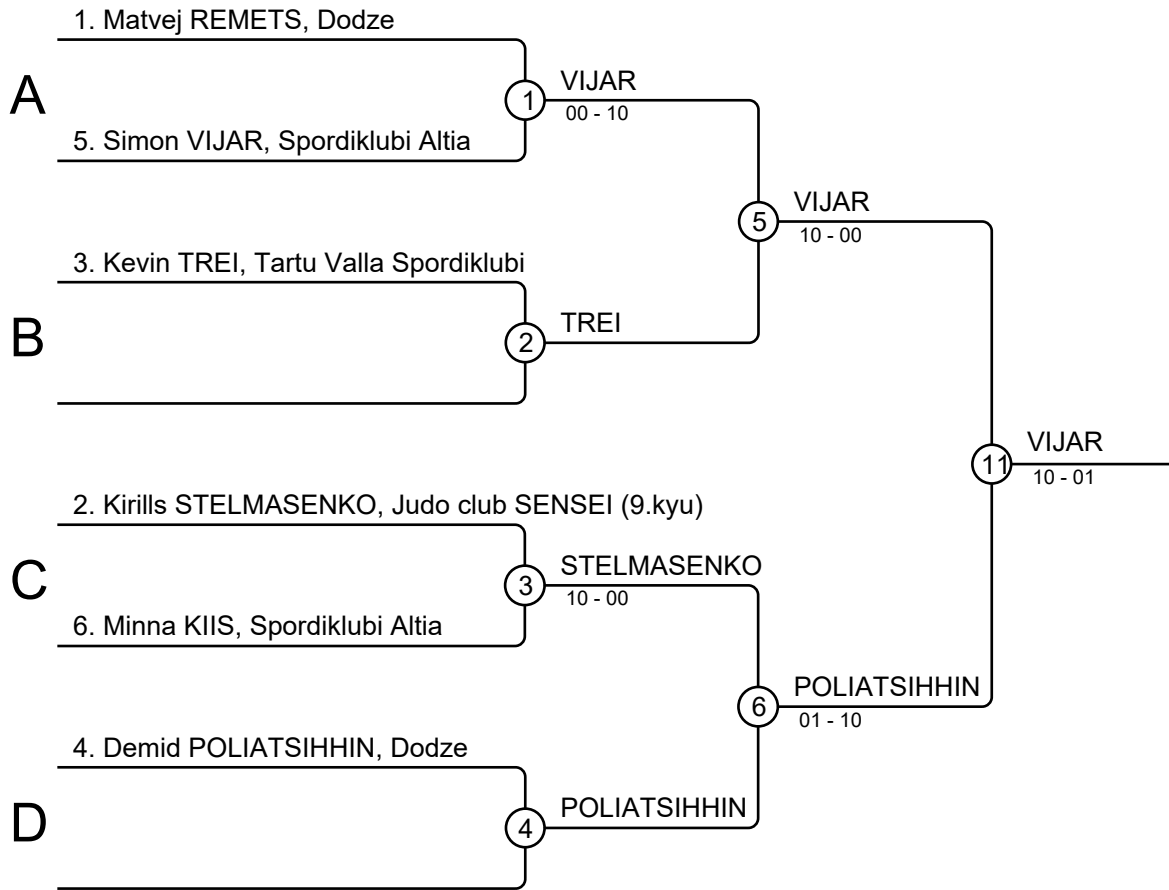 1. Matvej REMETS, Dodze
A
1
VIJAR
00 - 10
5. Simon VIJAR, Spordiklubi Altia
5
VIJAR
10 - 00
3. Kevin TREI, Tartu Valla Spordiklubi
B
2
TREI
11
VIJAR
10 - 01
2. Kirills STELMASENKO, Judo club SENSEI (9.kyu)
C
3
STELMASENKO
10 - 00
6. Minna KIIS, Spordiklubi Altia
6
POLIATSIHHIN
01 - 10
4. Demid POLIATSIHHIN, Dodze
D
4
POLIATSIHHIN